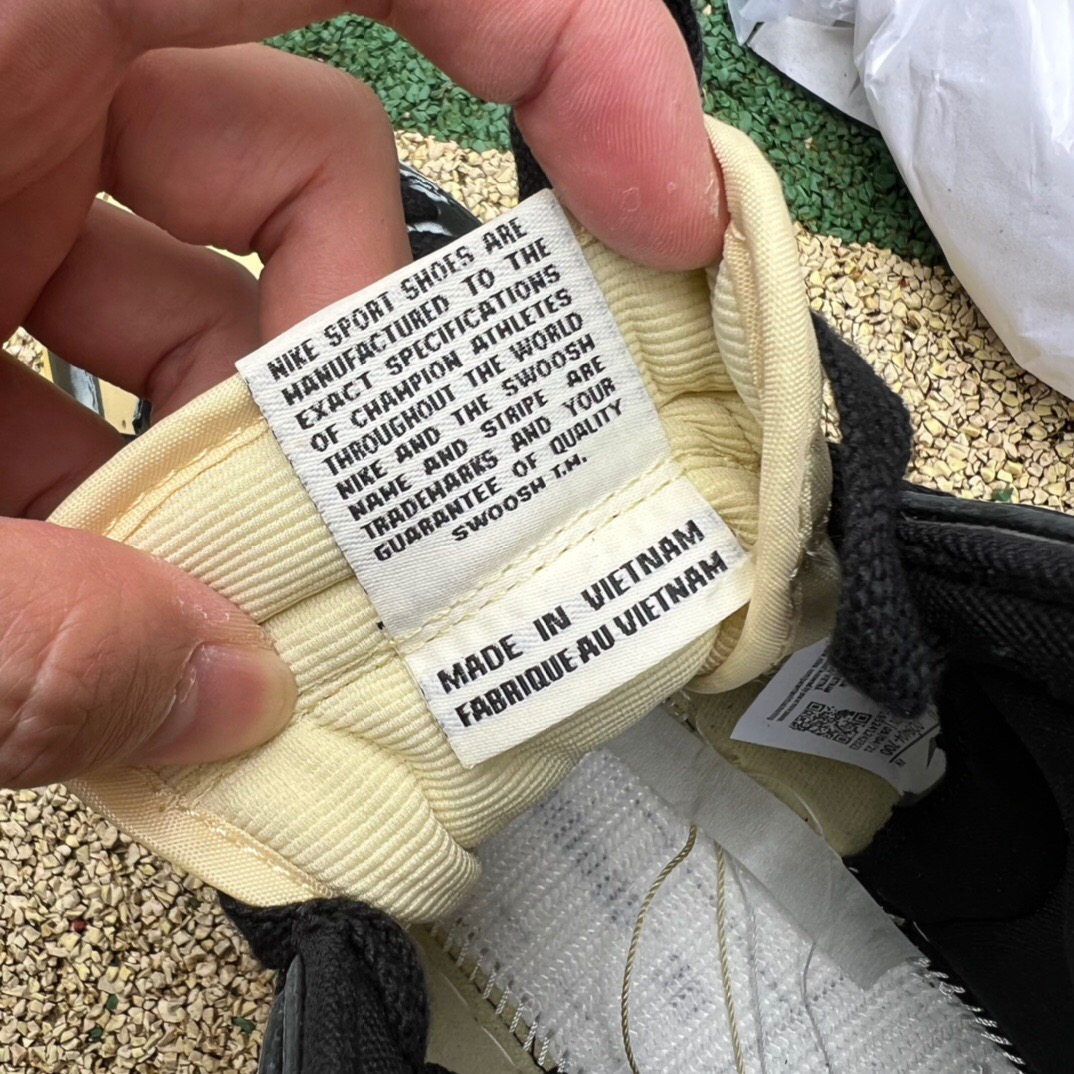 NIKE SPORT SHOES ARE
MANUFACTURED TO THE
EXACT SPECIFICATIONS
OF CHAMPION ATHLETES
THROUGHOUT THE WORLD
NIKE AND THE SWOOSH
NAME AND STRIPE ARE
TRADEMARKS AND YOUR
GUARANTEE OF QUALITY
SWOOSH T.M.
MADE IN VIETNAM
FABRIQUE AU VIETNAM